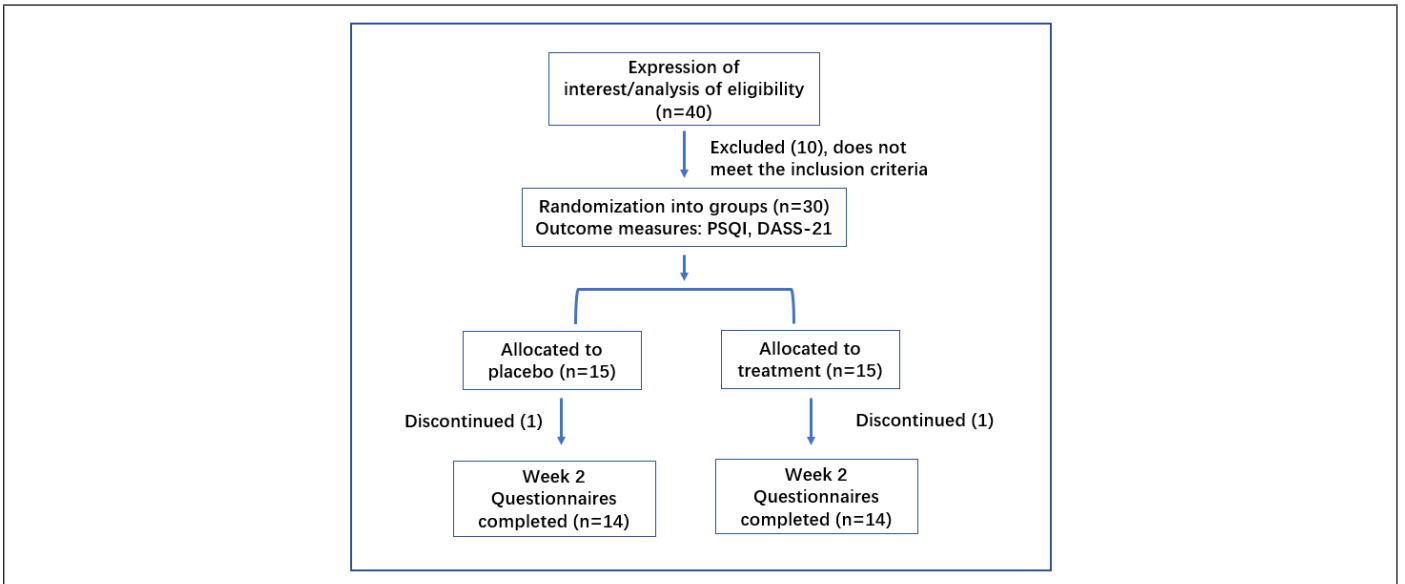 Expression of
interest/analysis of eligibility
(n=40)
Excluded (10), does not
meet the inclusion criteria
Randomization into groups (n=30)
Outcome measures: PSQI, DASS-21
Allocated to
placebo (n=15)
Allocated to
treatment (n=15)
Discontinued (1)
Discontinued (1)
Week 2
Questionnaires
completed (n=14)
Week 2
Questionnaires
completed (n=14)